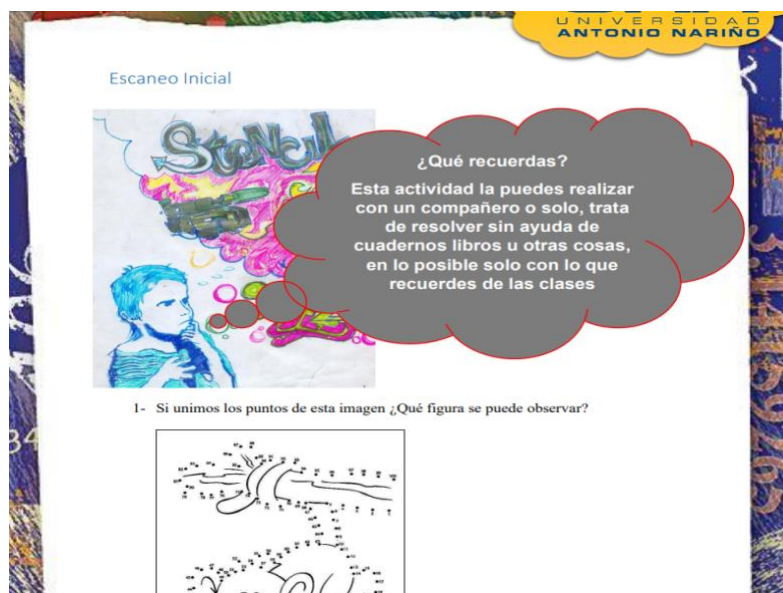 UNIVERSIDAD
ANTONIO NARIÑO
Escaneo Inicial
Stencil
¿Qué recuerdas?
Esta actividad la puedes realizar
con un compañero o solo, trata
de resolver sin ayuda de
cuadernos libros u otras cosas,
en lo posible solo con lo que
recuerdes de las clases
1- Si unimos los puntos de esta imagen ¿Qué figura se puede observar?